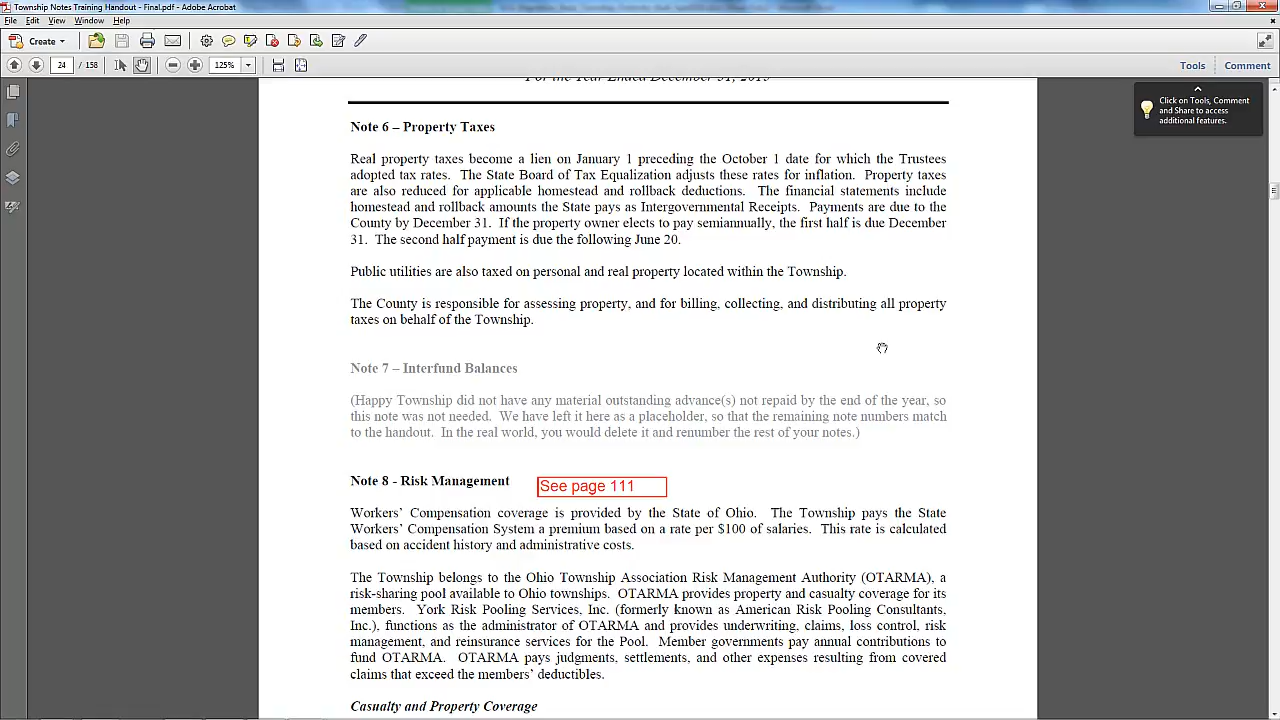 Township Notes Training Handout - Final.pdf - Adobe Acrobat
File Edit View Window Help
Create
24 / 158
125%
Tools
Comment
Click on Tools, Comment
and Share to access
additional features.
For the Year Ended December 31, 2015
Note 6 – Property Taxes
Real property taxes become a lien on January 1 preceding the October 1 date for which the Trustees
adopted tax rates. The State Board of Tax Equalization adjusts these rates for inflation. Property taxes
are also reduced for applicable homestead and rollback deductions. The financial statements include
homestead and rollback amounts the State pays as Intergovernmental Receipts. Payments are due to the
County by December 31. If the property owner elects to pay semiannually, the first half is due December
31. The second half payment is due the following June 20.
Public utilities are also taxed on personal and real property located within the Township.
The County is responsible for assessing property, and for billing, collecting, and distributing all property
taxes on behalf of the Township.
Note 7 – Interfund Balances
(Happy Township did not have any material outstanding advance(s) not repaid by the end of the year, so
this note was not needed. We have left it here as a placeholder, so that the remaining note numbers match
to the handout. In the real world, you would delete it and renumber the rest of your notes.)
Note 8 - Risk Management
See page 111
Workers’ Compensation coverage is provided by the State of Ohio. The Township pays the State
Workers’ Compensation System a premium based on a rate per $100 of salaries. This rate is calculated
based on accident history and administrative costs.
The Township belongs to the Ohio Township Association Risk Management Authority (OTARMA), a
risk-sharing pool available to Ohio townships. OTARMA provides property and casualty coverage for its
members. York Risk Pooling Services, Inc. (formerly known as American Risk Pooling Consultants,
Inc.), functions as the administrator of OTARMA and provides underwriting, claims, loss control, risk
management, and reinsurance services for the Pool. Member governments pay annual contributions to
fund OTARMA. OTARMA pays judgments, settlements, and other expenses resulting from covered
claims that exceed the members’ deductibles.
Casualty and Property Coverage